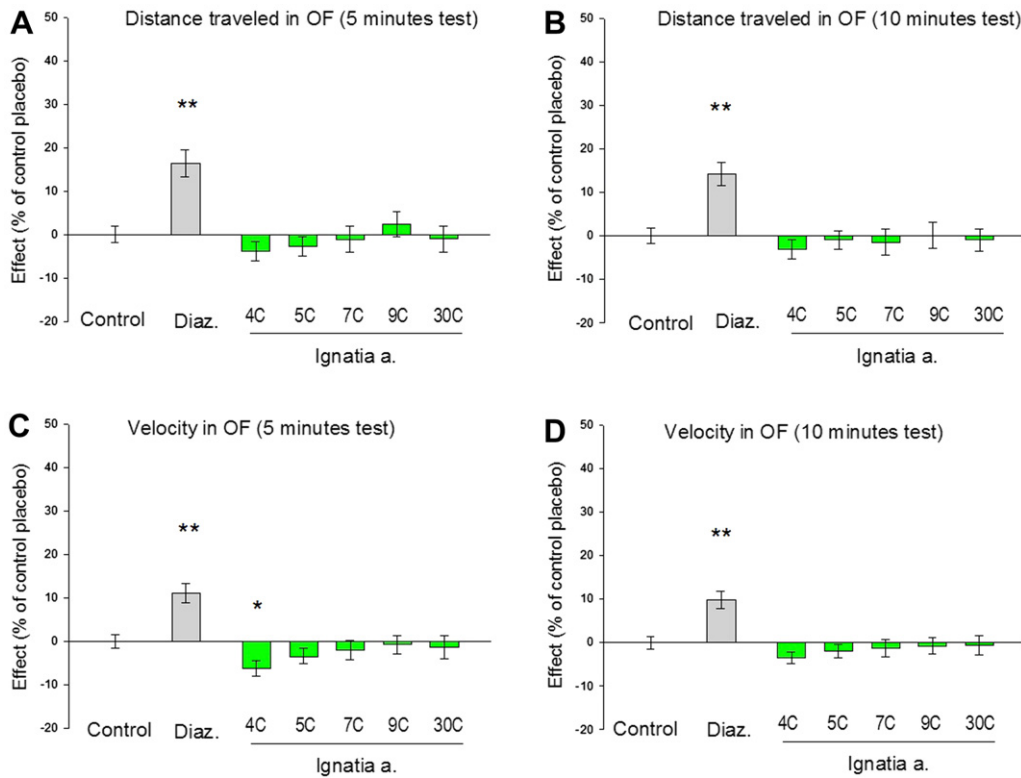 A
Distance traveled in OF (5 minutes test)
Effect (% of control placebo)
50
40
30
20
10
0
-10
-20
**
Control
Diaz.
4C
5C
7C
9C
30C
Ignatia a.
B
Distance traveled in OF (10 minutes test)
Effect (% of control placebo)
50
40
30
20
10
0
-10
-20
**
Control
Diaz.
4C
5C
7C
9C
30C
Ignatia a.
C
Velocity in OF (5 minutes test)
Effect (% of control placebo)
50
40
30
20
10
0
-10
-20
**
*
Control
Diaz.
4C
5C
7C
9C
30C
Ignatia a.
D
Velocity in OF (10 minutes test)
Effect (% of control placebo)
50
40
30
20
10
0
-10
-20
**
Control
Diaz.
4C
5C
7C
9C
30C
Ignatia a.